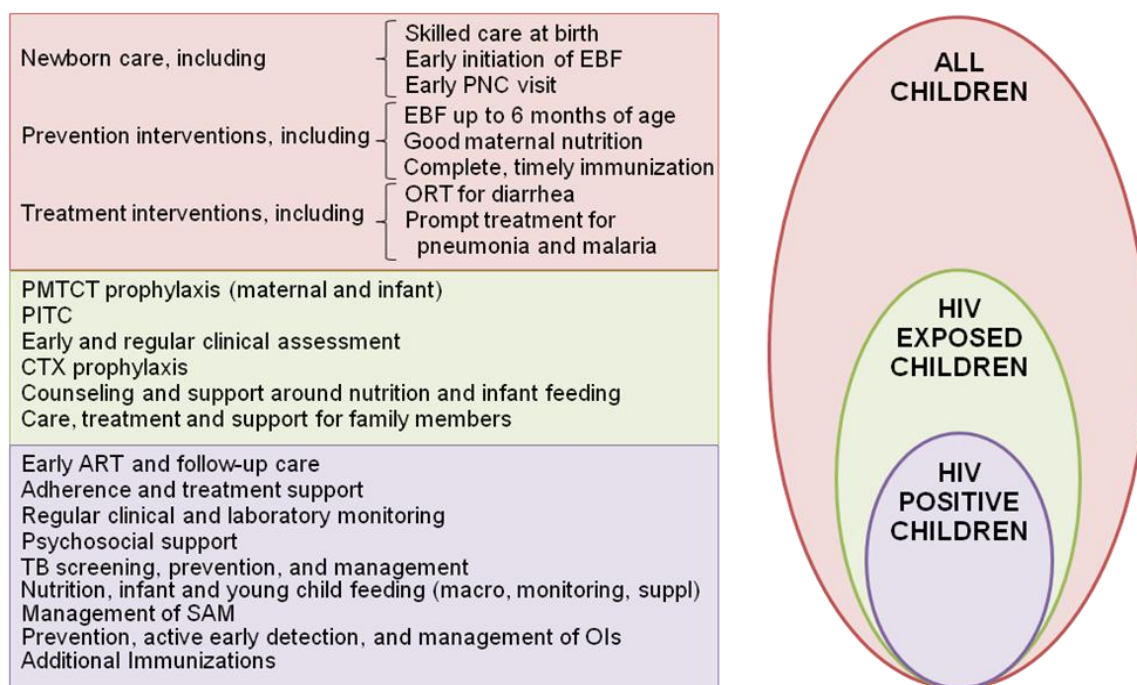 Newborn care, including
Skilled care at birth
Early initiation of EBF
Early PNC visit
Prevention interventions, including
EBF up to 6 months of age
Good maternal nutrition
Complete, timely immunization
Treatment interventions, including
ORT for diarrhea
Prompt treatment for
pneumonia and malaria
PMTCT prophylaxis (maternal and infant)
PITC
Early and regular clinical assessment
CTX prophylaxis
Counseling and support around nutrition and infant feeding
Care, treatment and support for family members
Early ART and follow-up care
Adherence and treatment support
Regular clinical and laboratory monitoring
Psychosocial support
TB screening, prevention, and management
Nutrition, infant and young child feeding (macro, monitoring, suppl)
Management of SAM
Prevention, active early detection, and management of OIs
Additional Immunizations
ALL
CHILDREN
HIV
EXPOSED
CHILDREN
HIV
POSITIVE
CHILDREN